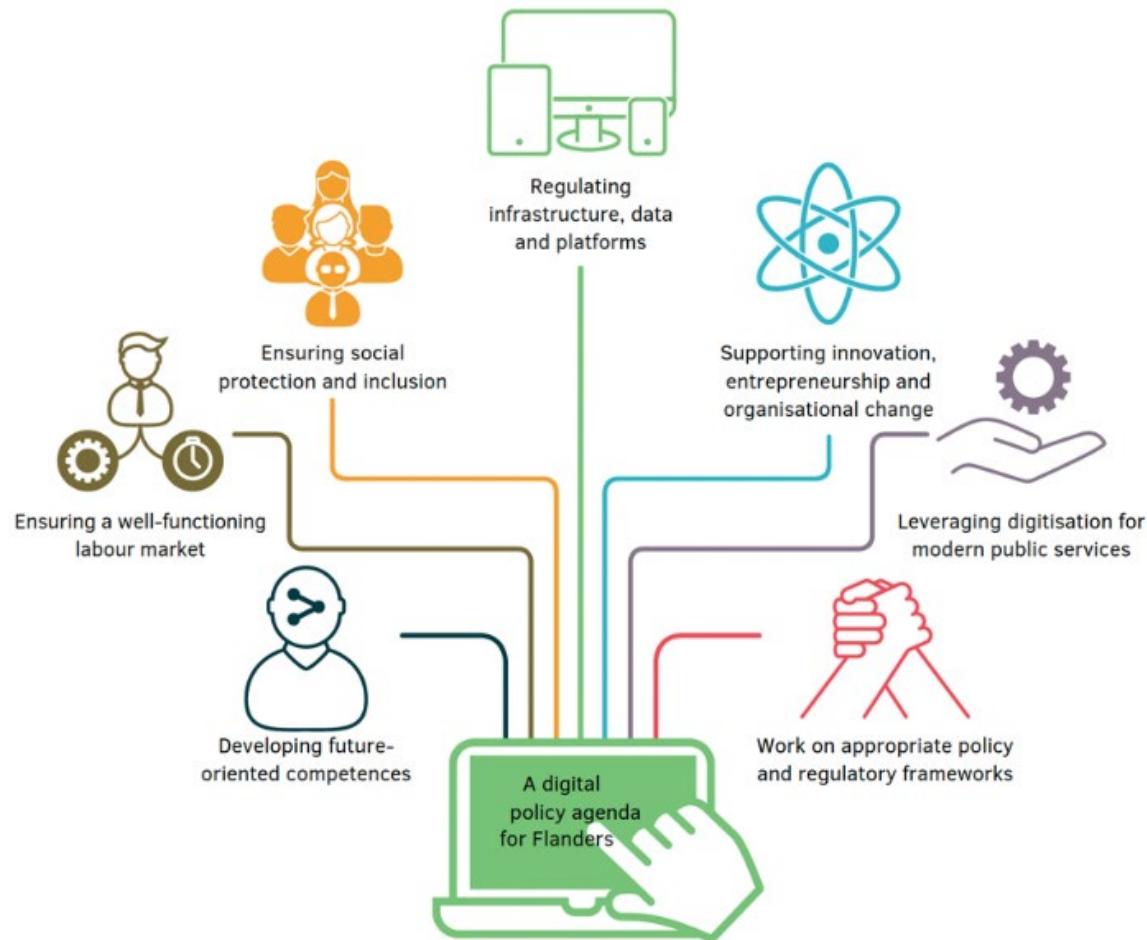 Regulating
infrastructure, data
and platforms
Ensuring social
protection and inclusion
Supporting innovation,
entrepreneurship and
organisational change
Ensuring a well-functioning
labour market
Leveraging digitisation for
modern public services
Developing future-
oriented competences
Work on appropriate policy
and regulatory frameworks
A digital
policy agenda
for Flanders